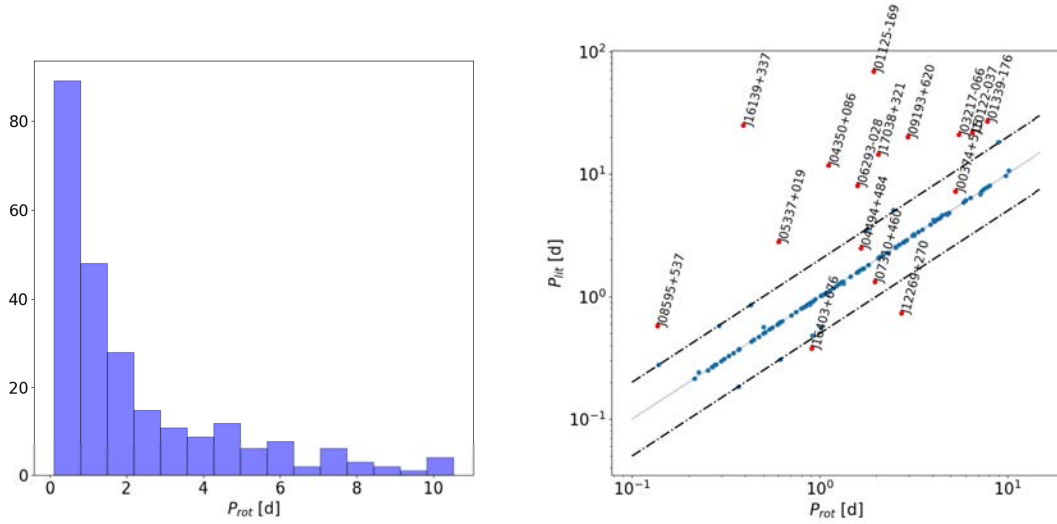 80
60
40
20
0
0 2 4 6 8 10
P_rot [d]
10^2
10^1
10^0
10^-1
P_lit [d]
10^-1 10^0 10^1
P_rot [d]
J01125-169
J16139+337
J04350+086
J06293-028
J17038+321
J09193+620
J03217-066
J10122-037
J01339-176
J05337+019
J04494+484
J07310+460
J12269+270
J08595+537
J16403+676